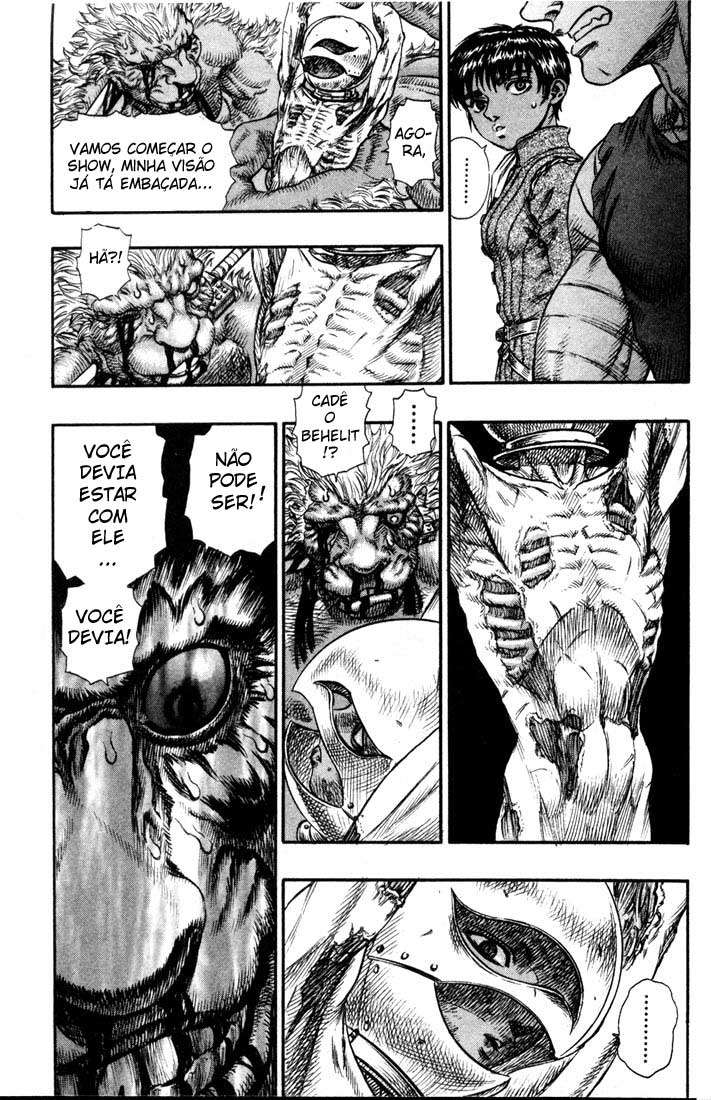 ......
AGO-
RA,
VAMOS COMEÇAR O
SHOW, MINHA VISÃO
JÁ TÁ EMBAÇADA...
HÃ?!
......
CADÊ
O
BEHELIT
!?
NÃO
PODE
SER!!
VOCÊ
DEVIA
ESTAR
COM
ELE
...
VOCÊ
DEVIA!
......